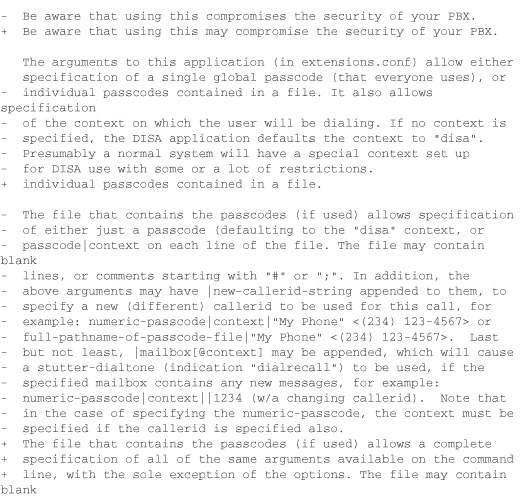 -  Be aware that using this compromises the security of your PBX.
+  Be aware that using this may compromise the security of your PBX.
The arguments to this application (in extensions.conf) allow either
specification of a single global passcode (that everyone uses), or
-  individual passcodes contained in a file. It also allows
specification
-  of the context on which the user will be dialing. If no context is
-  specified, the DISA application defaults the context to "disa".
-  Presumably a normal system will have a special context set up
-  for DISA use with some or a lot of restrictions.
+  individual passcodes contained in a file.
-  The file that contains the passcodes (if used) allows specification
-  of either just a passcode (defaulting to the "disa" context, or
-  passcode|context on each line of the file. The file may contain
blank
-  lines, or comments starting with "#" or ";". In addition, the
-  above arguments may have |new-callerid-string appended to them, to
-  specify a new (different) callerid to be used for this call, for
-  example: numeric-passcode|context|"My Phone" <(234) 123-4567> or
-  full-pathname-of-passcode-file|"My Phone" <(234) 123-4567>.  Last
-  but not least, |mailbox[@context] may be appended, which will cause
-  a stutter-dialtone (indication "dialrecall") to be used, if the
-  specified mailbox contains any new messages, for example:
-  numeric-passcode|context||1234 (w/a changing callerid).  Note that
-  in the case of specifying the numeric-passcode, the context must be
-  specified if the callerid is specified also.
+  The file that contains the passcodes (if used) allows a complete
+  specification of all of the same arguments available on the command
+  line, with the sole exception of the options. The file may contain
blank